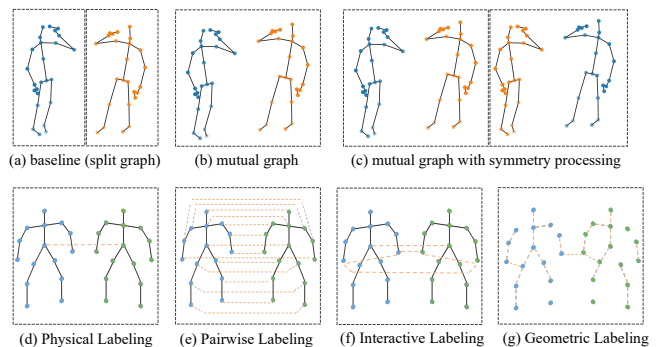 (a) baseline (split graph)
(b) mutual graph
(c) mutual graph with symmetry processing
(d) Physical Labeling
(e) Pairwise Labeling
(f) Interactive Labeling
(g) Geometric Labeling